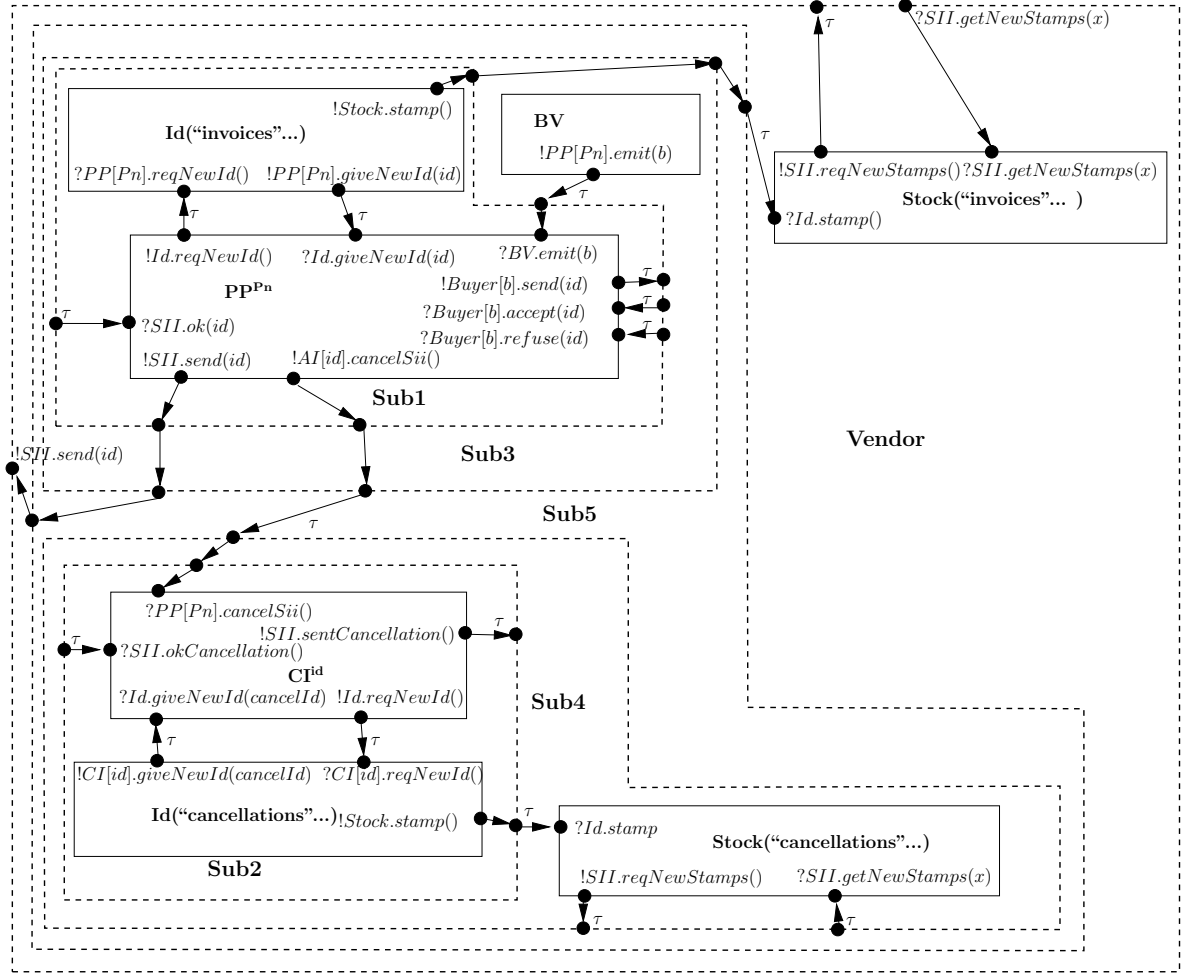 τ
?SII.getNewStamps(x)
!Stock.stamp()
Id(“invoices”...)
BV
τ
!PP[Pn].emit(b)
?PP[Pn].reqNewId()
!PP[Pn].giveNewId(id)
!SII.reqNewStamps()
?SII.getNewStamps(x)
Stock(“invoices”... )
τ
τ
τ
?Id.stamp()
!Id.reqNewId()
?Id.giveNewId(id)
?BV.emit(b)
PP^Pn
!Buyer[b].send(id)
τ
?Buyer[b].accept(id)
τ
τ
?SII.ok(id)
?Buyer[b].refuse(id)
τ
!SII.send(id)
!AI[id].cancelSii()
Sub1
Vendor
!SII.send(id)
Sub3
Sub5
τ
?PP[Pn].cancelSii()
!SII.sentCancellation()
τ
τ
?SII.okCancellation()
CI^id
?Id.giveNewId(cancelId)
!Id.reqNewId()
Sub4
τ
τ
!CI[id].giveNewId(cancelId)
?CI[id].reqNewId()
Id(“cancellations”...)
!Stock.stamp()
τ
?Id.stamp
Stock(“cancellations”...)
Sub2
!SII.reqNewStamps()
?SII.getNewStamps(x)
τ
τ